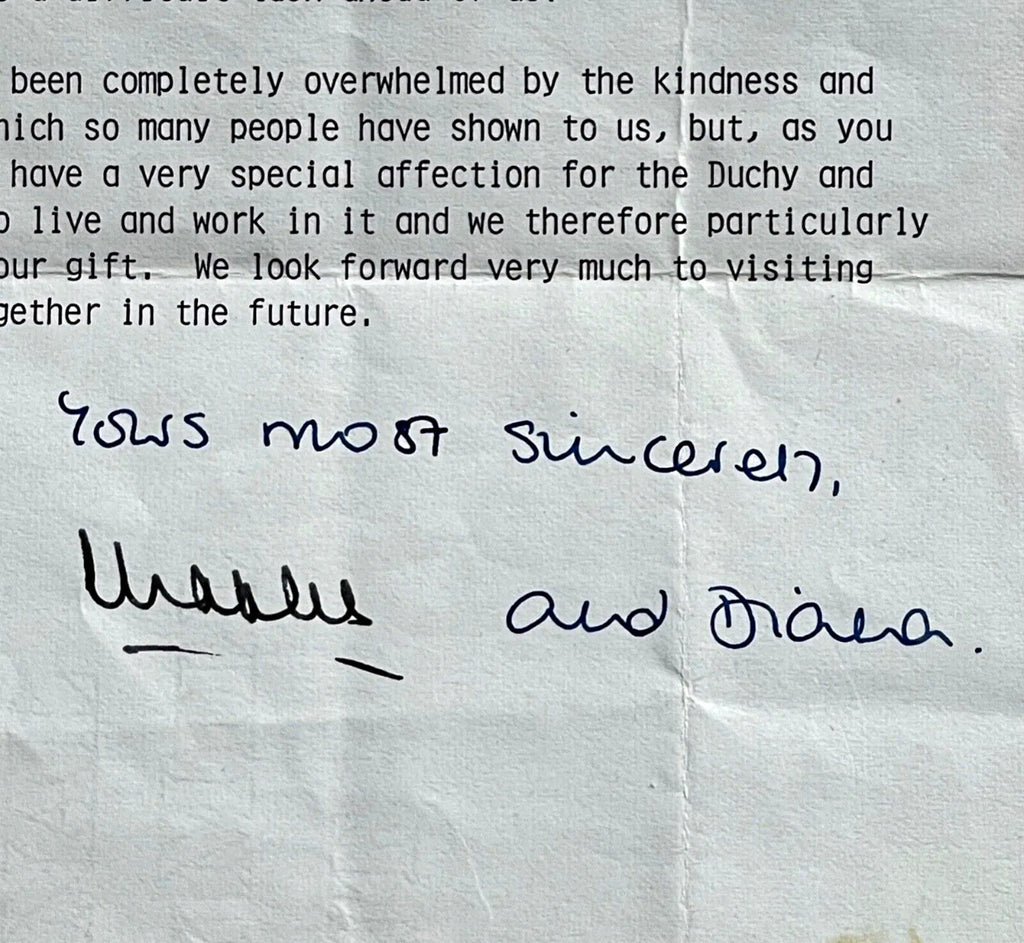 been completely overwhelmed by the kindness and
hich so many people have shown to us, but, as you
have a very special affection for the Duchy and
o live and work in it and we therefore particularly
our gift. We look forward very much to visiting
gether in the future.
Yours most sincerely,
Charles and Diana.